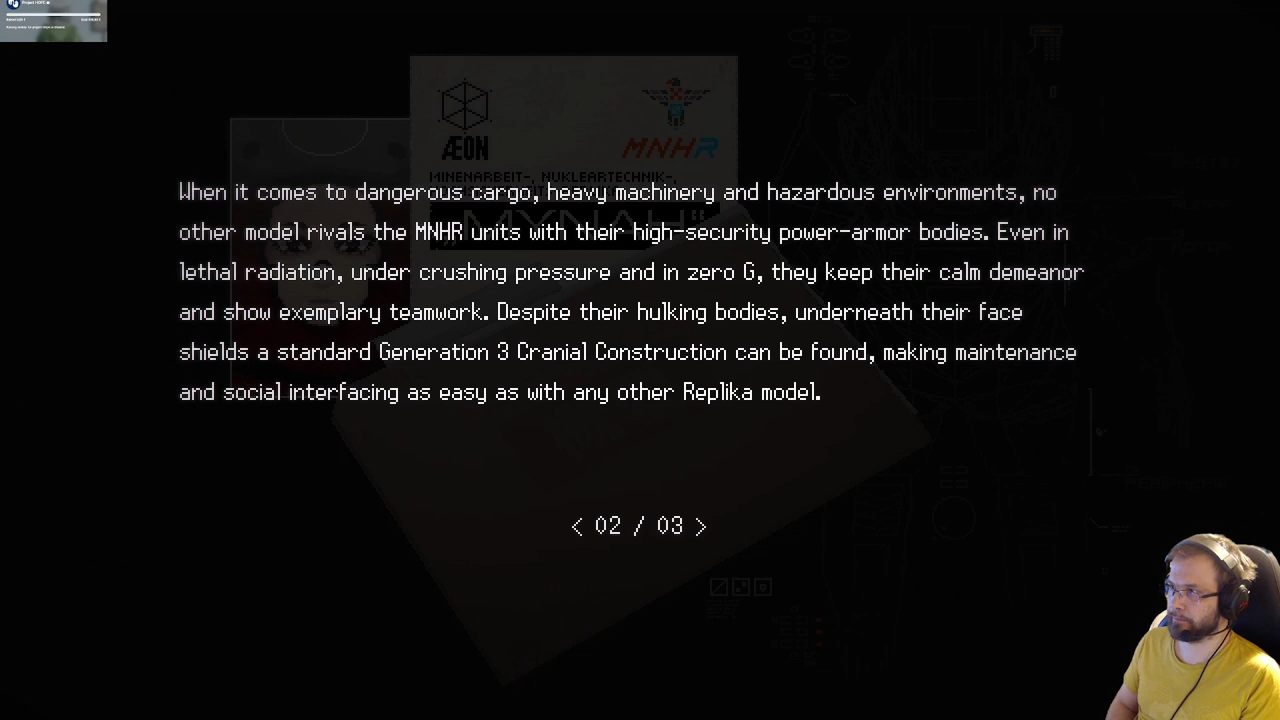 Project HOPE
ÆON
MNHR
MINENARBEIT-, NUKLEARTECHNIK-,
„MYNAH“
When it comes to dangerous cargo, heavy machinery and hazardous environments, no
other model rivals the MNHR units with their high-security power-armor bodies. Even in
lethal radiation, under crushing pressure and in zero G, they keep their calm demeanor
and show exemplary teamwork. Despite their hulking bodies, underneath their face
shields a standard Generation 3 Cranial Construction can be found, making maintenance
and social interfacing as easy as with any other Replika model.
< 02 / 03 >